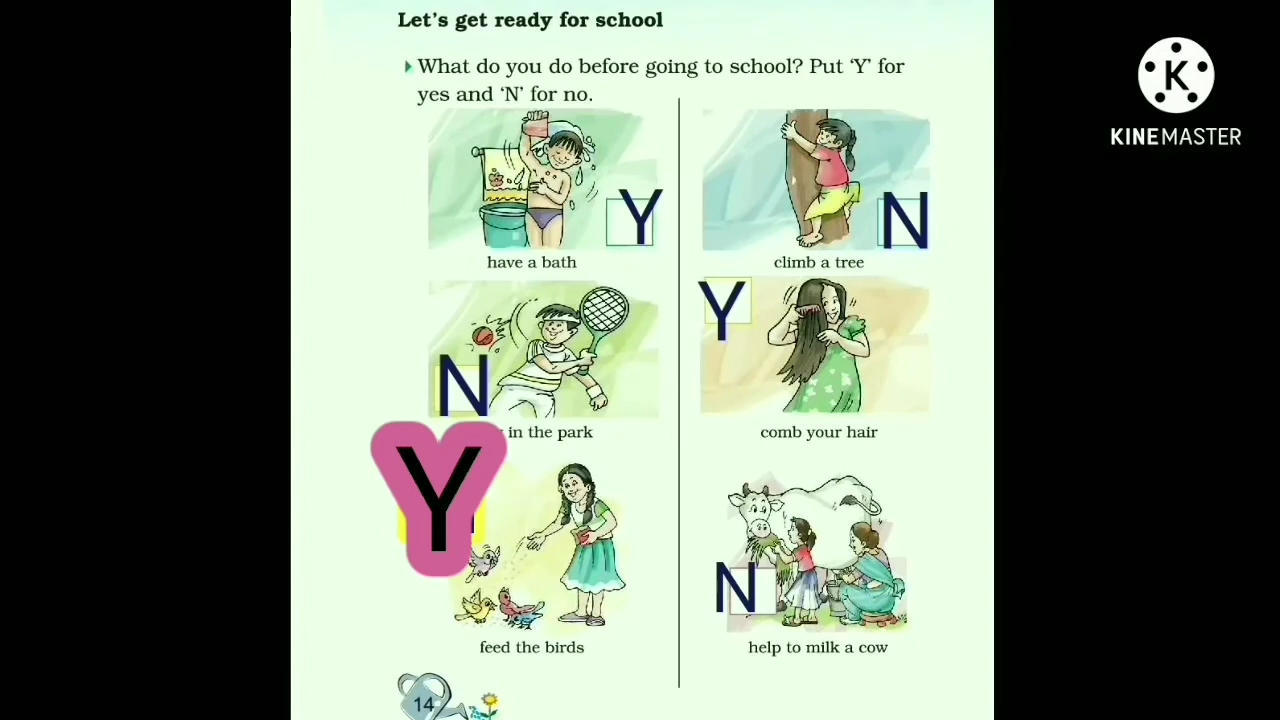 Let's get ready for school
What do you do before going to school? Put 'Y' for
yes and 'N' for no.
Y
N
have a bath
climb a tree
N
Y
in the park
comb your hair
Y
N
feed the birds
help to milk a cow
14
K
KINEMASTER